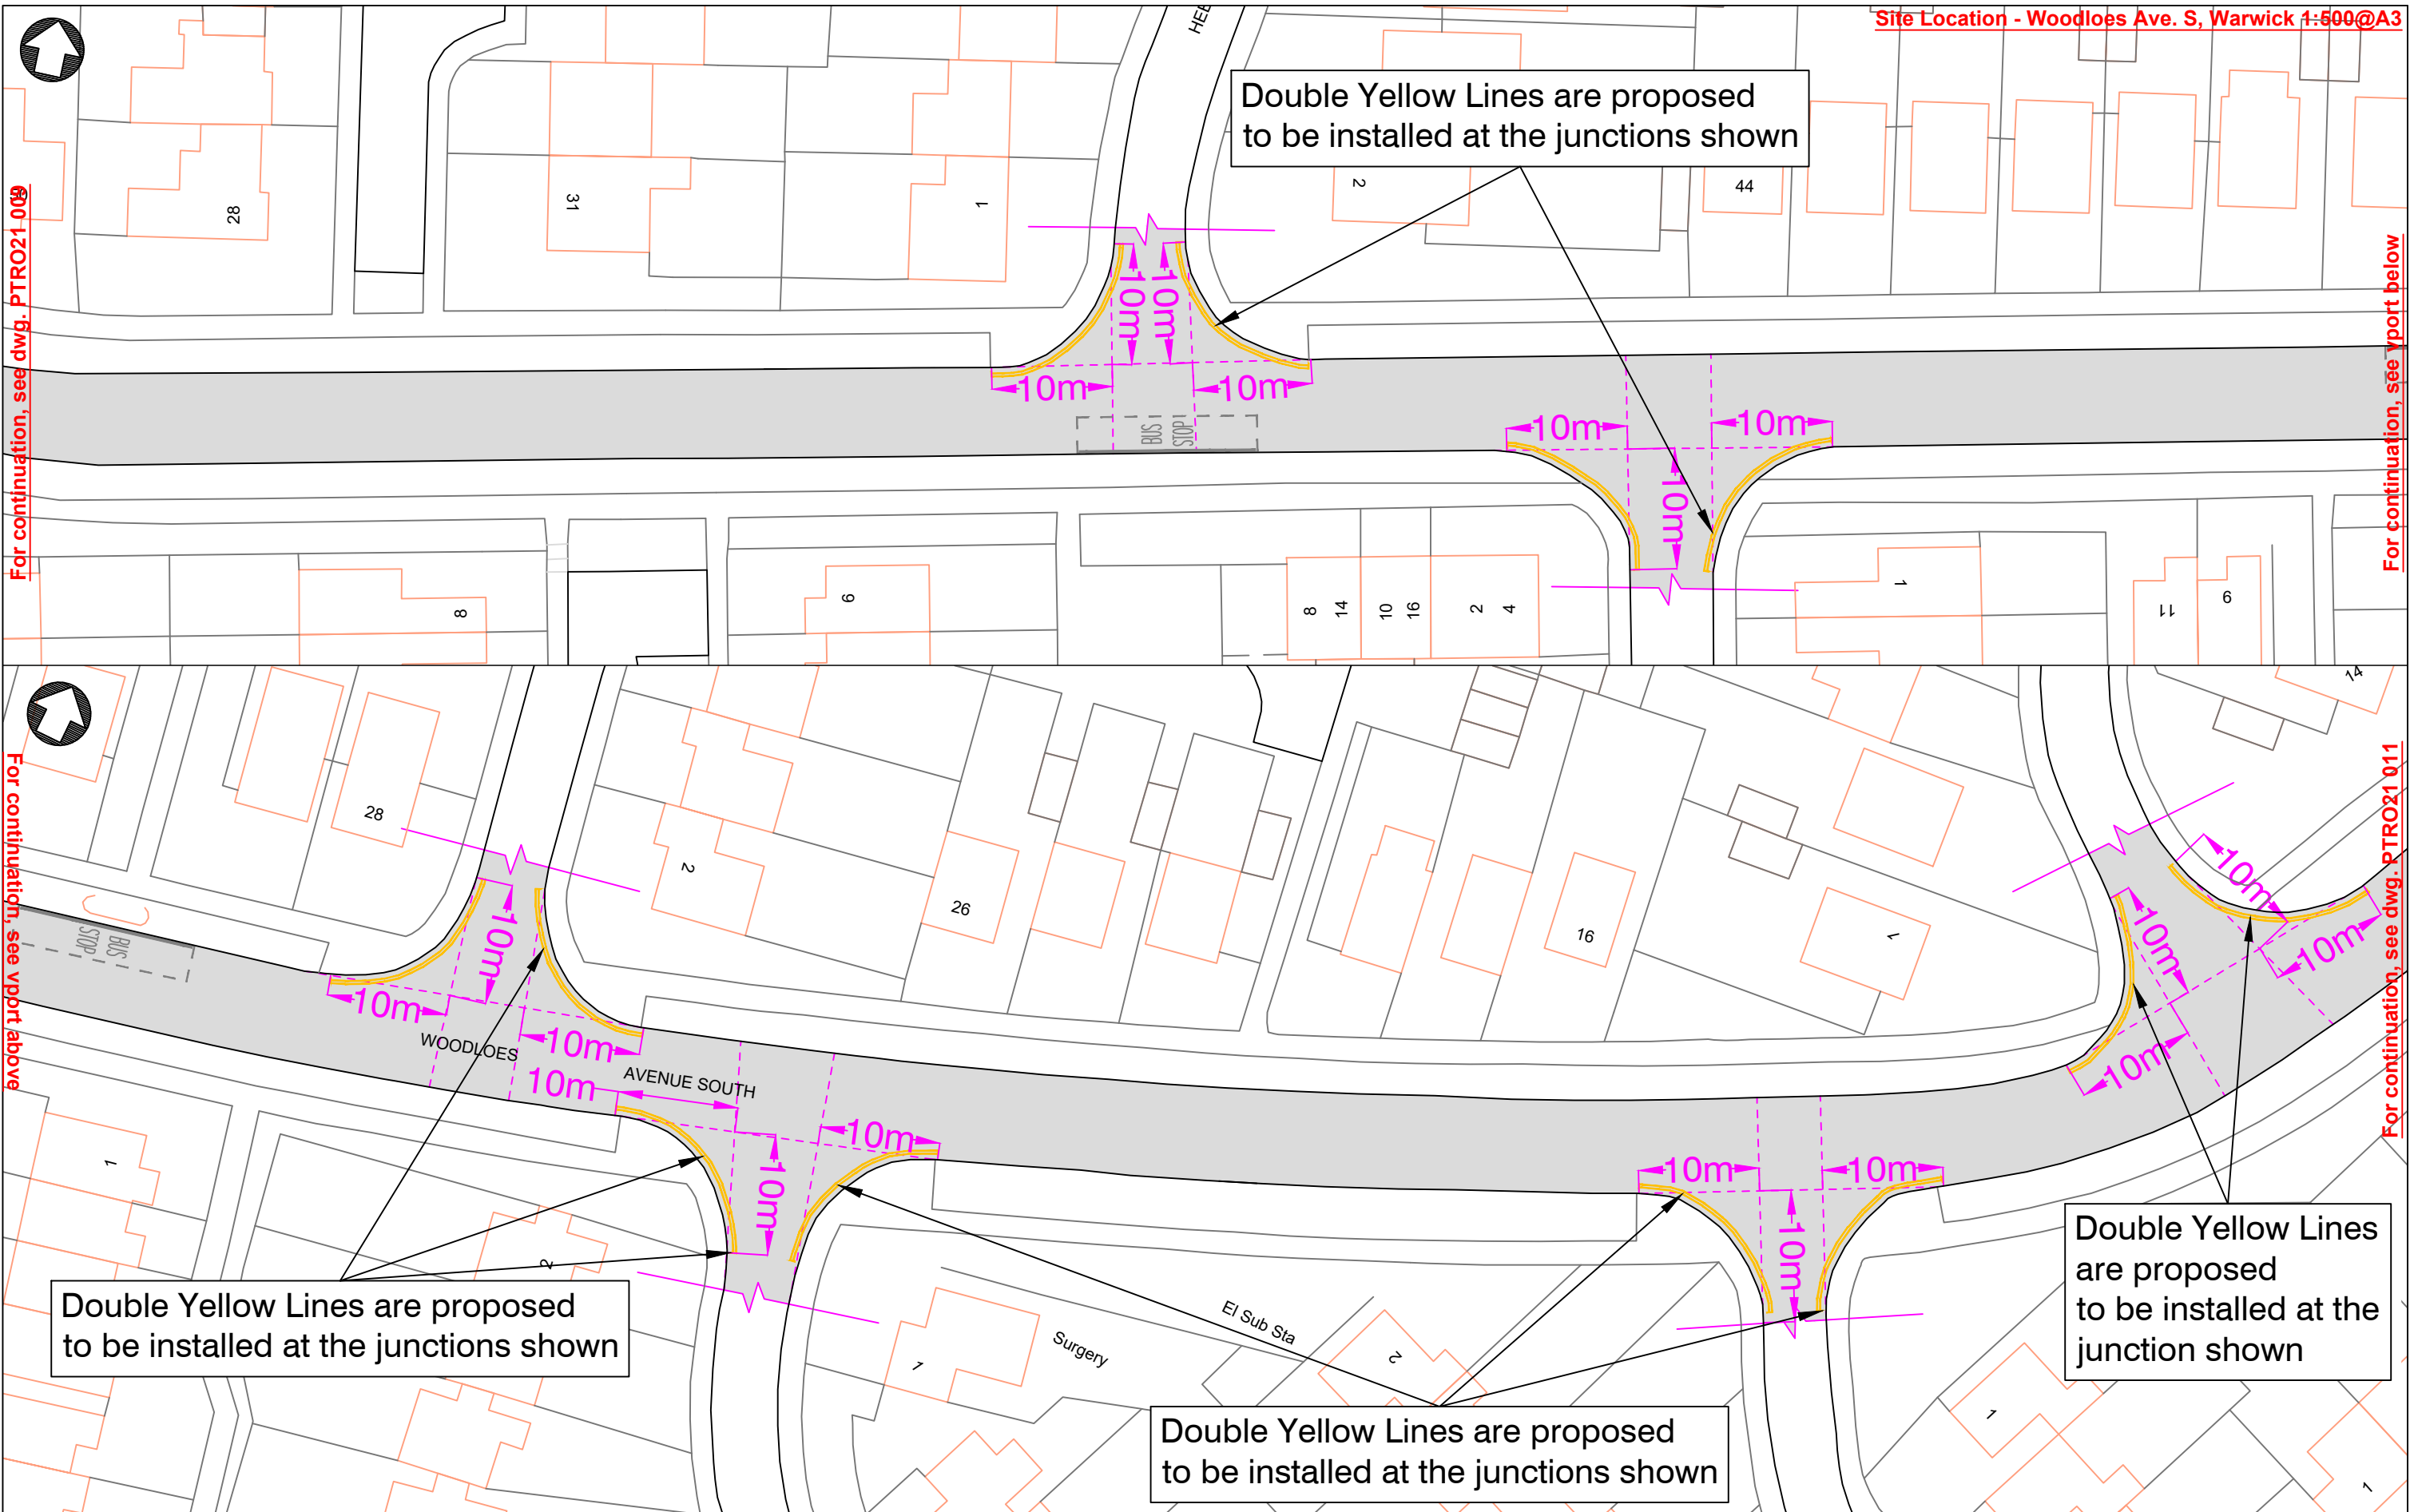 Site Location - Woodloes Ave. S, Warwick 1:500@A3
Double Yellow Lines are proposed
to be installed at the junctions shown
For continuation, see dwg. PTRO21 009
For continuation, see vport below
28
31
1
2
44
10m
10m
10m
10m
BUS
STOP
10m
10m
10m
8
9
8
14
10
16
2
4
1
11
9
For continuation, see vport above
For continuation, see dwg. PTRO21 011
28
2
26
16
7
14
BUS
STOP
10m
10m
10m
WOODLOES
AVENUE SOUTH
10m
10m
10m
10m
10m
10m
10m
10m
10m
10m
1
2
1
El Sub Sta
Surgery
2
1
1
Double Yellow Lines are proposed
to be installed at the junctions shown
Double Yellow Lines are proposed
to be installed at the junctions shown
Double Yellow Lines
are proposed
to be installed at the
junction shown